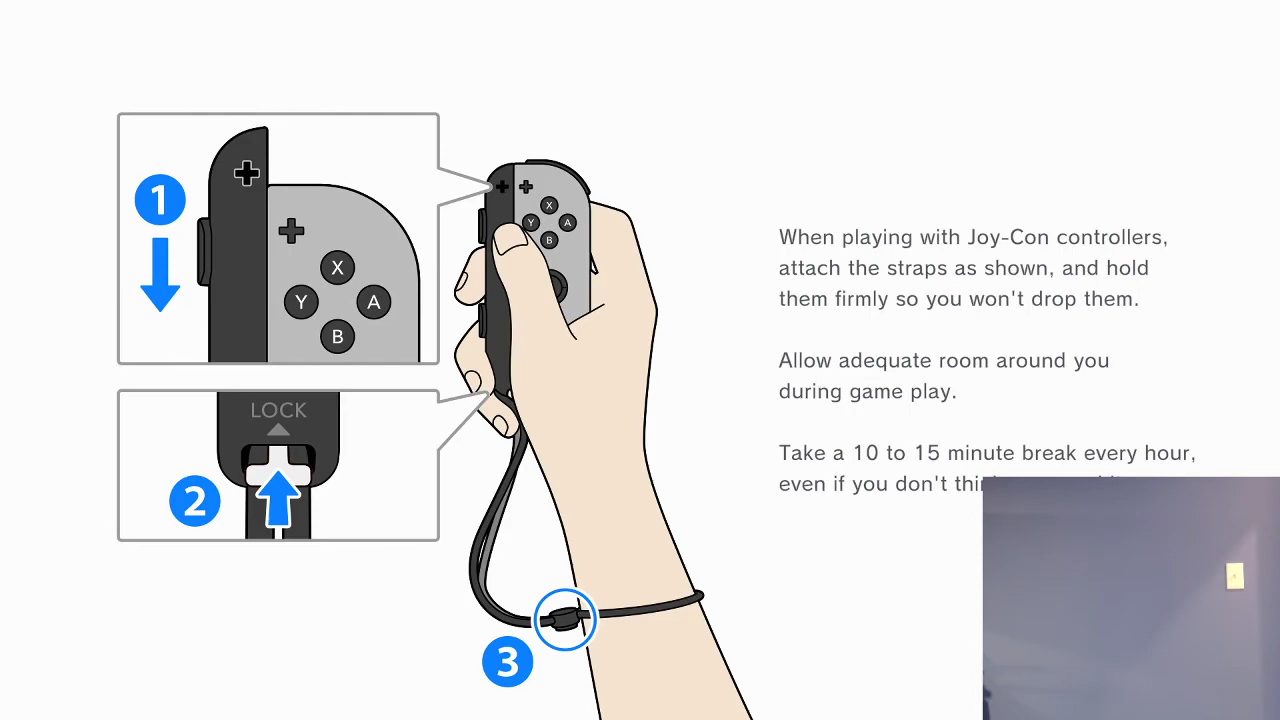 1
X
Y
A
B
X
Y
A
B
LOCK
2
3
When playing with Joy-Con controllers,
attach the straps as shown, and hold
them firmly so you won't drop them.
Allow adequate room around you
during game play.
Take a 10 to 15 minute break every hour,
even if you don't